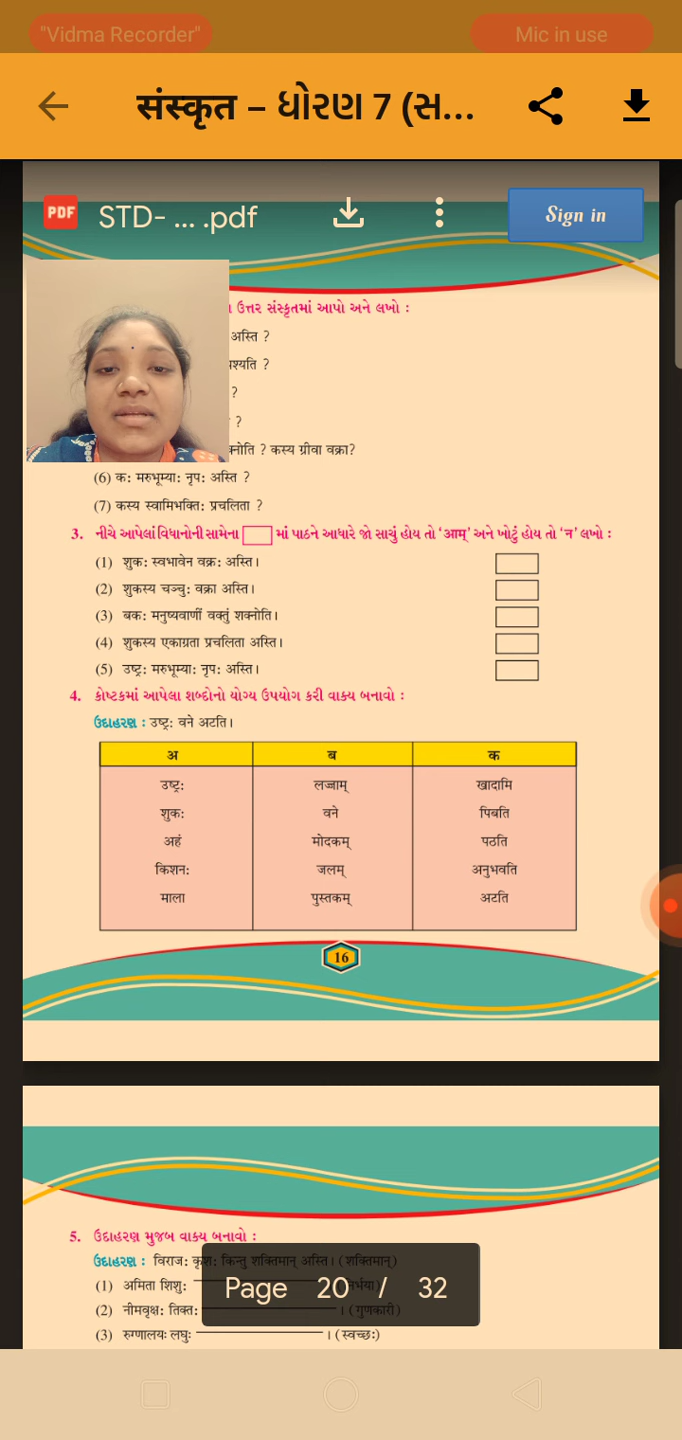 "Vidma Recorder" Mic in use
संस्कृत – ધોરણ 7 (સ...
PDF STD- ... .pdf Sign in
ઉત્તર સંસ્કૃતમાં આપો અને લખો :
अस्ति ?
?
?
कस्य ग्रीवा वक्रा?
(6) क: मरुभूम्या: नृप: अस्ति ?
(7) कस्य स्वामिभक्ति: प्रचलिता ?
3. નીચે આપેલાં વિધાનોની સામેના માં પાઠને આધારે જો સાચું હોય તો ‘आम्’ અને ખોટું હોય તો ‘न’ લખો :
(1) शुक: स्वभावेन वक्र: अस्ति।
(2) शुकस्य चञ्चु: वक्रा अस्ति।
(3) बक: मनुष्यवाणीं वक्तुं शक्नोति।
(4) शुकस्य एकाग्रता प्रचलिता अस्ति।
(5) उष्ट्र: मरुभूम्या: नृप: अस्ति।
4. કોષ્ટકમાં આપેલા શબ્દોનો યોગ્ય ઉપયોગ કરી વાક્ય બનાવો :
ઉદાહરણ : उष्ट्र: वने अटति।
अ ब क
उष्ट्र: लज्जाम् खादामि
शुक: वने पिबति
अहं मोदकम् पठति
किशन: जलम् अनुभवति
माला पुस्तकम् अटति
16
5. ઉદાહરણ મુજબ વાક્ય બનાવો :
ઉદાહરણ : विराज: कृश: किन्तु शक्तिमान् अस्ति। (शक्तिमान्)
(1) अमिता शिशु:
Page 20 / 32
(2) नीमवृक्ष: तिक्त: । (गुणकारी)
(3) रुग्णालयः लघुः । (स्वच्छः)